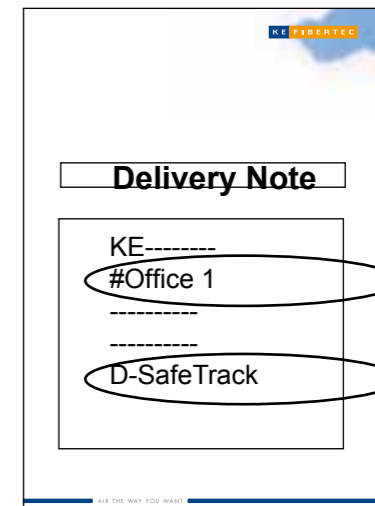 KE FIBERTEC
Delivery Note
KE--------
#Office 1
----------
----------
D-SafeTrack
AIR THE WAY YOU WANT